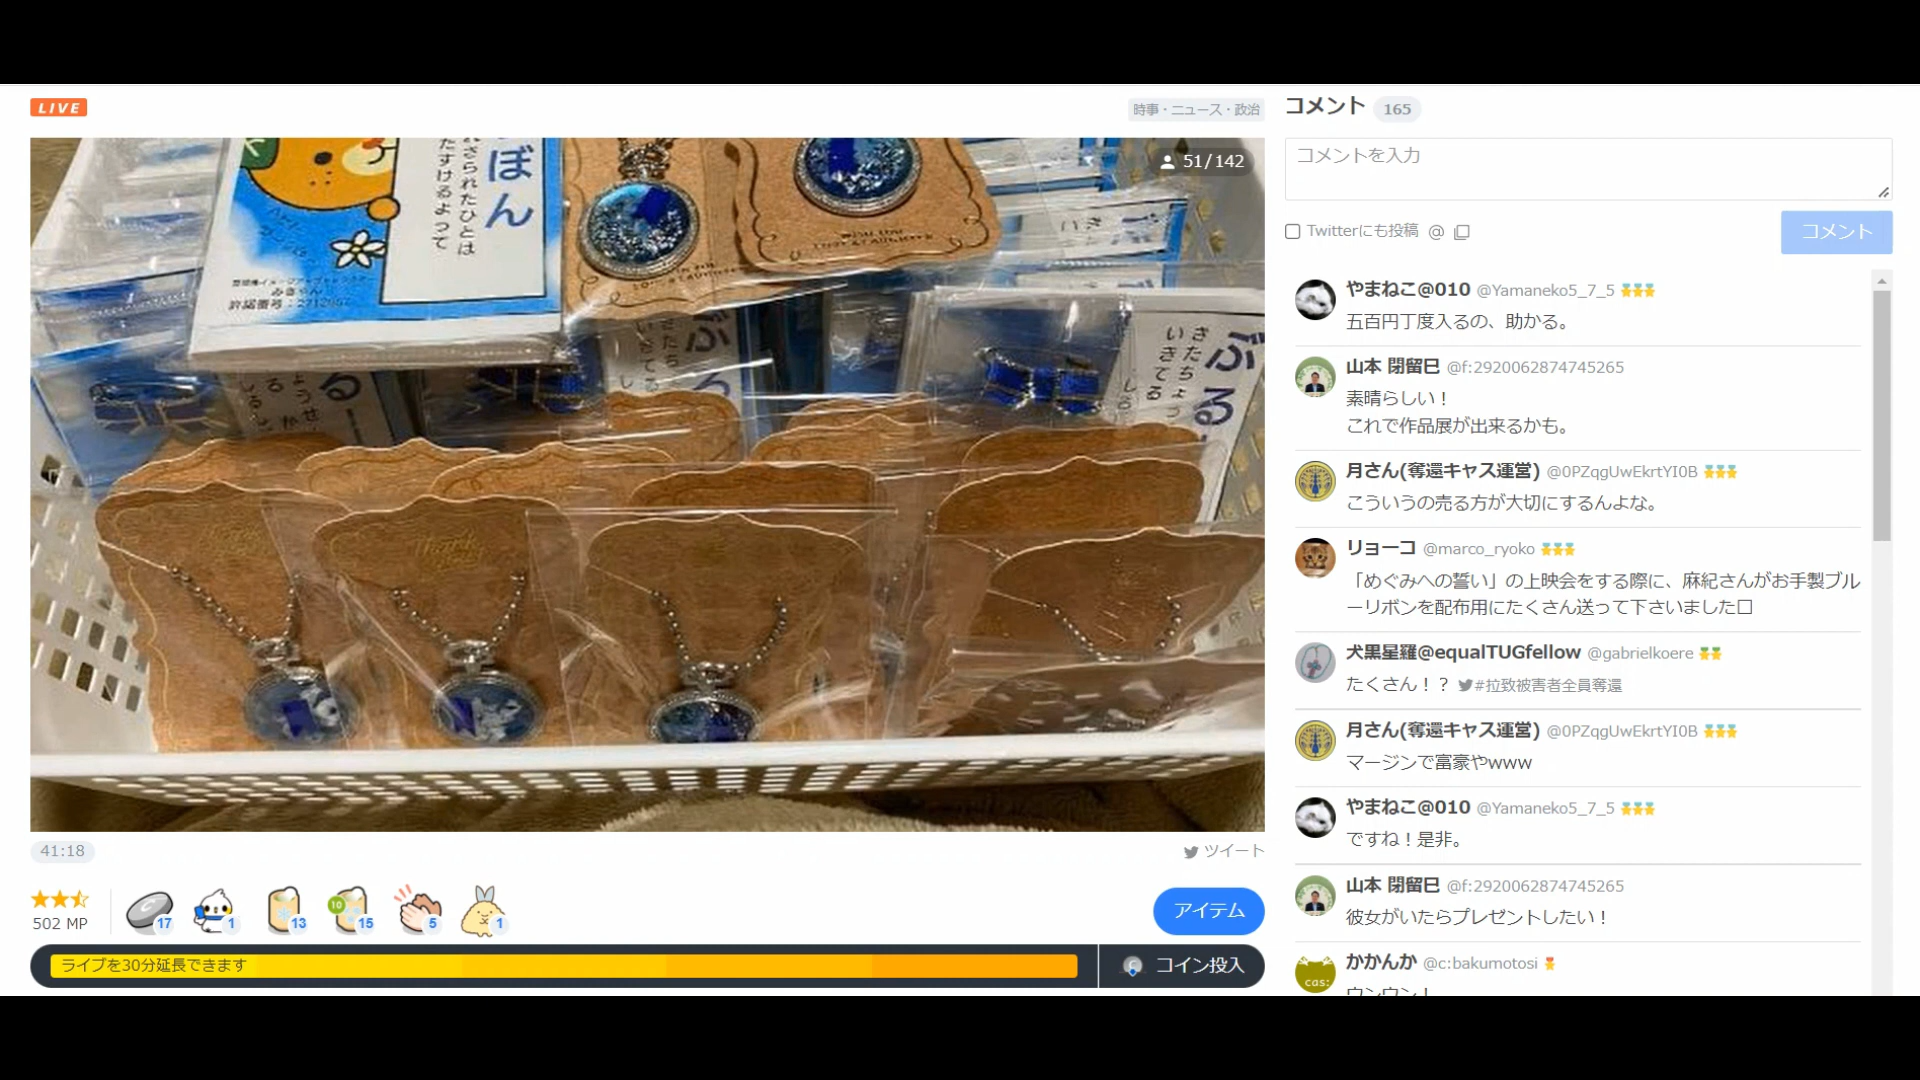 LIVE
時事・ニュース・政治
51/142
ぼん
きたちょう
いきてる
ぶる
41:18
ツイート
502 MP
17
1
13
10
15
5
1
アイテム
ライブを30分延長できます
コイン投入
コメント 165
コメントを入力
Twitterにも投稿 @
コメント
やまねこ@010 @Yamaneko5_7_5
五百円丁度入るの、助かる。
山本 閉留巳 @f:2920062874745265
素晴らしい！
これで作品展が出来るかも。
月さん(奪還キャス運営) @0PZqgUwEkrtYI0B
こういうの売る方が大切にするんよな。
リョーコ @marco_ryoko
「めぐみへの誓い」の上映会をする際に、麻紀さんがお手製ブル
ーリボンを配布用にたくさん送って下さいました□
犬黒星羅@equalTUGfellow @gabrielkoere
たくさん！？ #拉致被害者全員奪還
月さん(奪還キャス運営) @0PZqgUwEkrtYI0B
マージンで富豪やwww
やまねこ@010 @Yamaneko5_7_5
ですね！是非。
山本 閉留巳 @f:2920062874745265
彼女がいたらプレゼントしたい！
かかんか @c:bakumotosi
cas:
ウンウン！